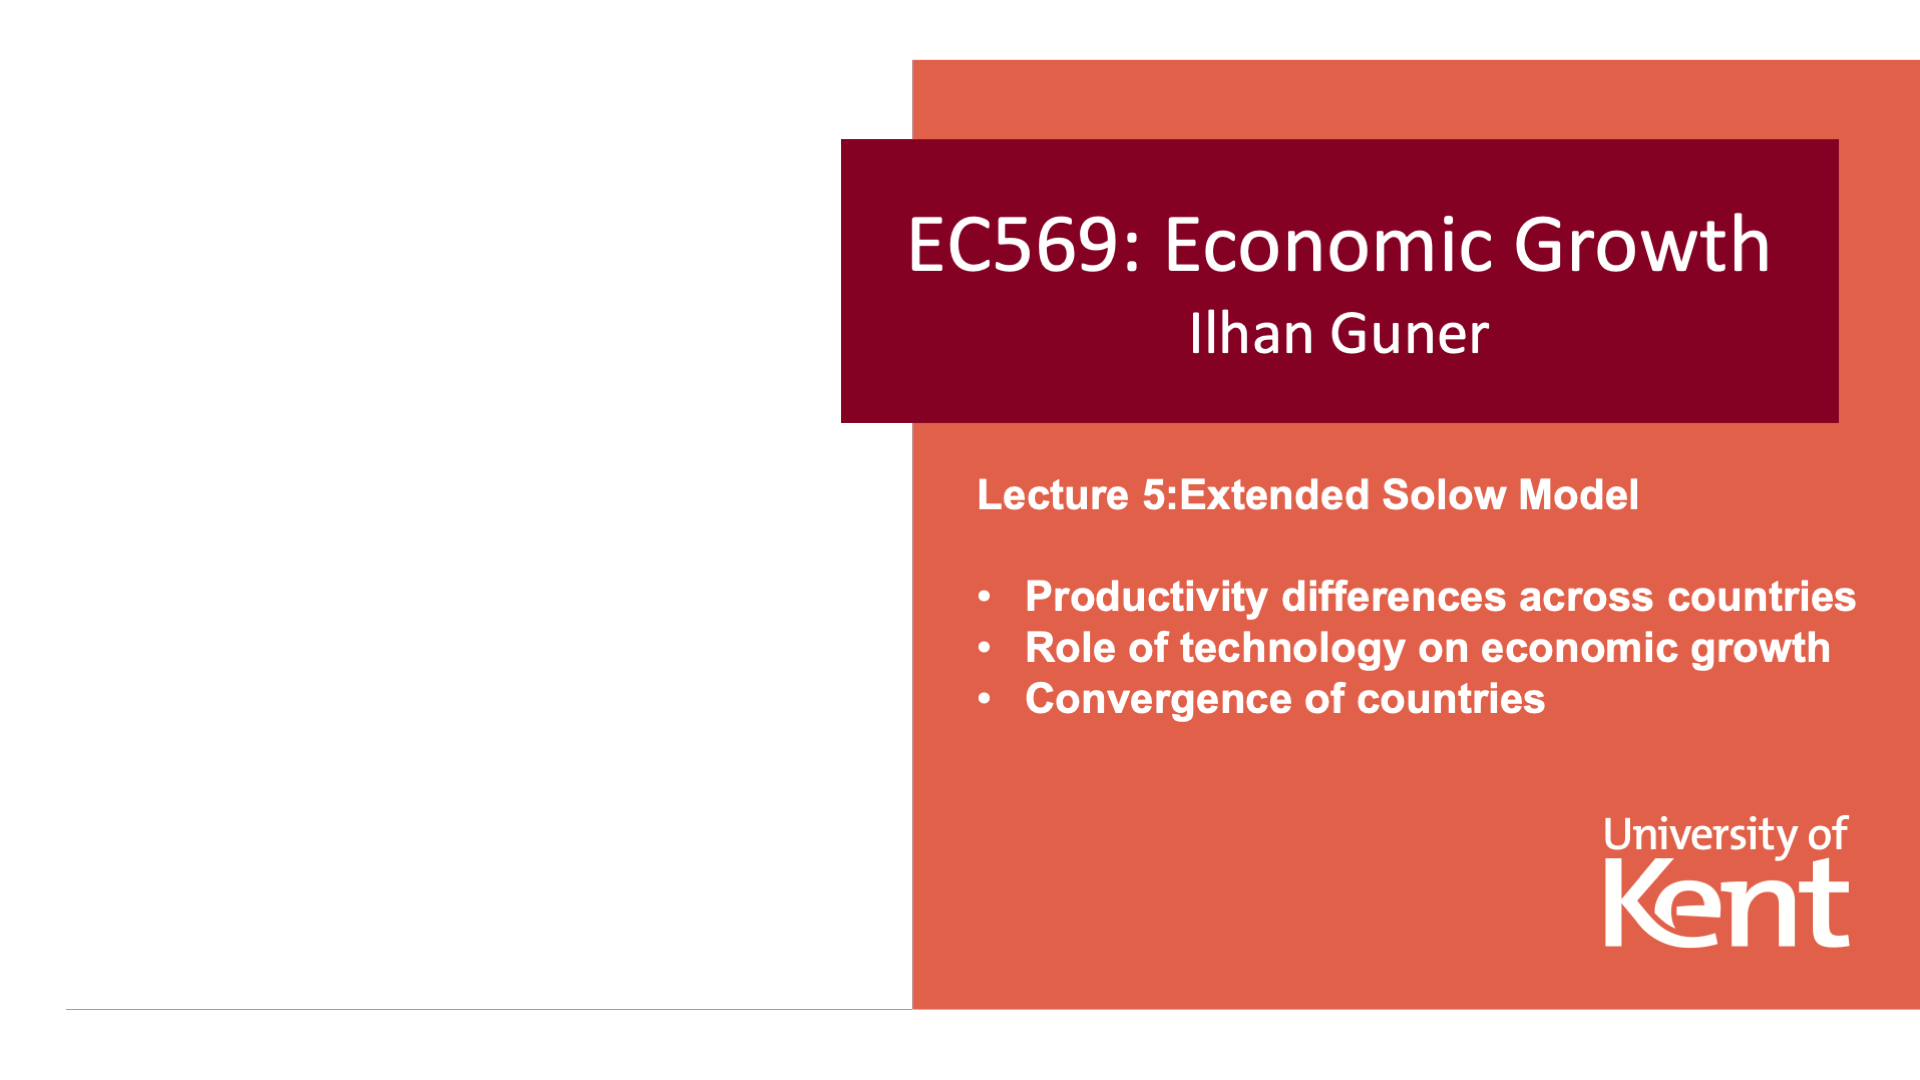 EC569: Economic Growth
Ilhan Guner
Lecture 5:Extended Solow Model
• Productivity differences across countries
• Role of technology on economic growth
• Convergence of countries
University of
Kent